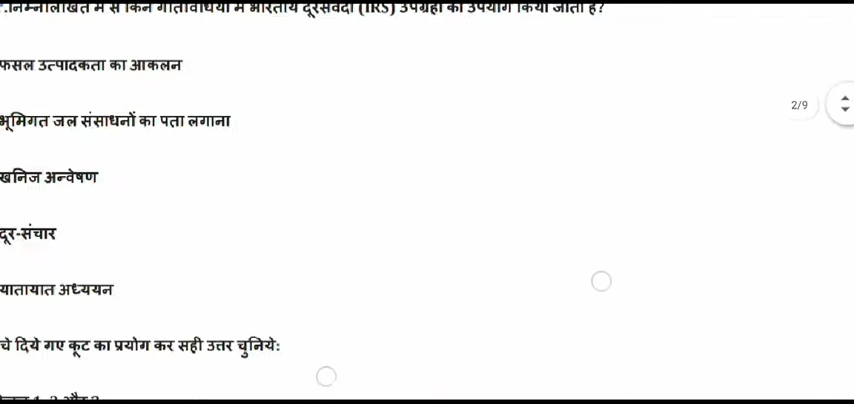 .निम्नलिखित में से किन गतिविधियों में भारतीय दूरसंवेदी (IRS) उपग्रहों का उपयोग किया जाता है?
फसल उत्पादकता का आकलन
भूमिगत जल संसाधनों का पता लगाना
2/9
खनिज अन्वेषण
दूर-संचार
यातायात अध्ययन
चे दिये गए कूट का प्रयोग कर सही उत्तर चुनिये: